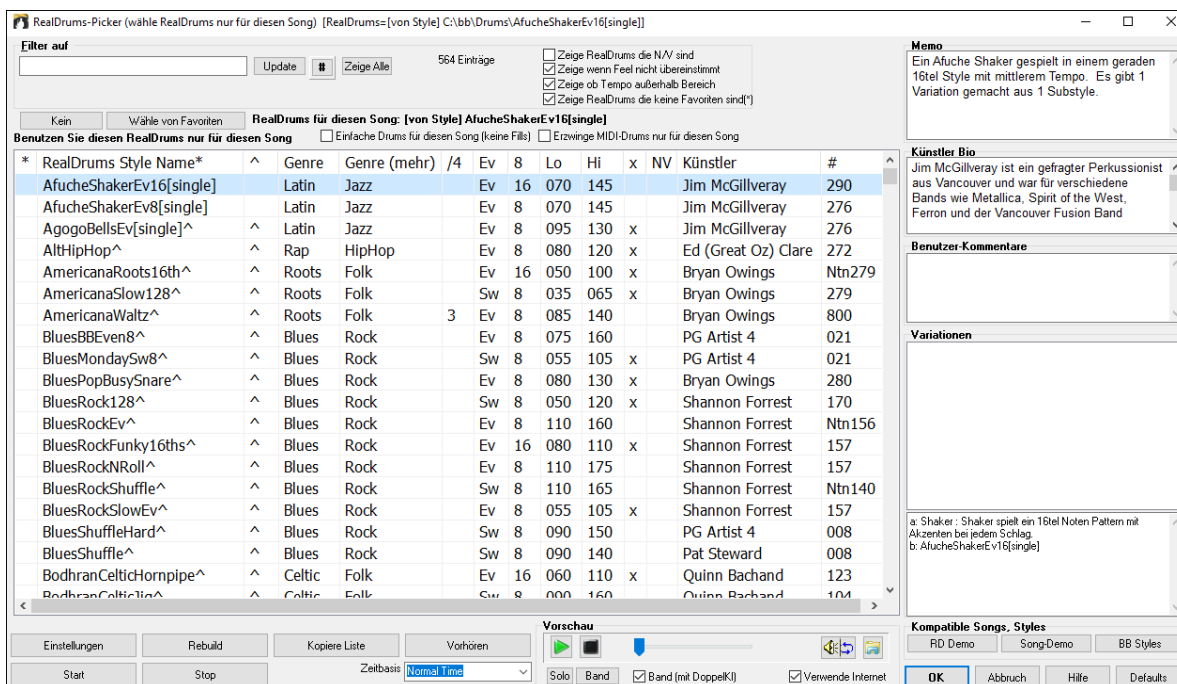 RealDrums-Picker (wähle RealDrums nur für diesen Song) [RealDrums=[von Style] C:\bb\Drums\AfucheShakerEv16[single]]
Filter auf
Update # Zeige Alle
564 Einträge
Zeige RealDrums die N/V sind
Zeige wenn Feel nicht übereinstimmt
Zeige ob Tempo außerhalb Bereich
Zeige RealDrums die keine Favoriten sind(*)
Kein Wähle von Favoriten RealDrums für diesen Song: [von Style] AfucheShakerEv16[single]
Benutzen Sie diesen RealDrums nur für diesen Song Einfache Drums für diesen Song (keine Fills) Erzwinge MIDI-Drums nur für diesen Song
* RealDrums Style Name* ^ Genre Genre (mehr) /4 Ev 8 Lo Hi x NV Künstler #
AfucheShakerEv16[single] Latin Jazz Ev 16 070 145 Jim McGillveray 290
AfucheShakerEv8[single] Latin Jazz Ev 8 070 145 Jim McGillveray 276
AgogoBellsEv[single]^ ^ Latin Jazz Ev 8 095 130 x Jim McGillveray 276
AltHipHop^ ^ Rap HipHop Ev 8 080 120 x Ed (Great Oz) Clare 272
AmericanaRoots16th^ ^ Roots Folk Ev 16 050 100 x Bryan Owings Ntn279
AmericanaSlow128^ ^ Roots Folk Sw 8 035 065 x Bryan Owings 279
AmericanaWaltz^ ^ Roots Folk 3 Ev 8 085 140 Bryan Owings 800
BluesBBEven8^ ^ Blues Rock Ev 8 075 160 PG Artist 4 021
BluesMondaySw8^ ^ Blues Rock Sw 8 055 105 x PG Artist 4 021
BluesPopBusySnare^ ^ Blues Rock Ev 8 080 130 x Bryan Owings 280
BluesRock128^ ^ Blues Rock Sw 8 050 120 x Shannon Forrest 170
BluesRockEv^ ^ Blues Rock Ev 8 110 160 Shannon Forrest Ntn156
BluesRockFunky16ths^ ^ Blues Rock Ev 16 080 110 x Shannon Forrest 157
BluesRockNRoll^ ^ Blues Rock Ev 8 110 175 Shannon Forrest 157
BluesRockShuffle^ ^ Blues Rock Sw 8 110 165 Shannon Forrest Ntn140
BluesRockSlowEv^ ^ Blues Rock Ev 8 055 105 x Shannon Forrest 157
BluesShuffleHard^ ^ Blues Rock Sw 8 090 150 PG Artist 4 008
BluesShuffle^ ^ Blues Rock Sw 8 090 140 Pat Steward 008
BodhranCelticHornpipe^ ^ Celtic Folk Ev 16 060 110 x Quinn Bachand 123
BodhranCelticJig^ ^ Celtic Folk Sw 8 090 160 Quinn Bachand 104
Memo
Ein Afuche Shaker gespielt in einem geraden
16tel Style mit mittlerem Tempo. Es gibt 1
Variation gemacht aus 1 Substyle.
Künstler Bio
Jim McGillveray ist ein gefragter Perkussionist
aus Vancouver und war für verschiedene
Bands wie Metallica, Spirit of the West,
Ferron und der Vancouver Fusion Band
Benutzer-Kommentare
Variationen
a: Shaker : Shaker spielt ein 16tel Noten Pattern mit
Akzenten bei jedem Schlag.
b: AfucheShakerEv16[single]
Einstellungen Rebuild Kopiere Liste Vorhören
Start Stop Zeitbasis Normal Time
Vorschau
Solo Band Band (mit DoppelKl) Verwende Internet
Kompatible Songs, Styles
RD Demo Song-Demo BB Styles
OK Abbruch Hilfe Defaults